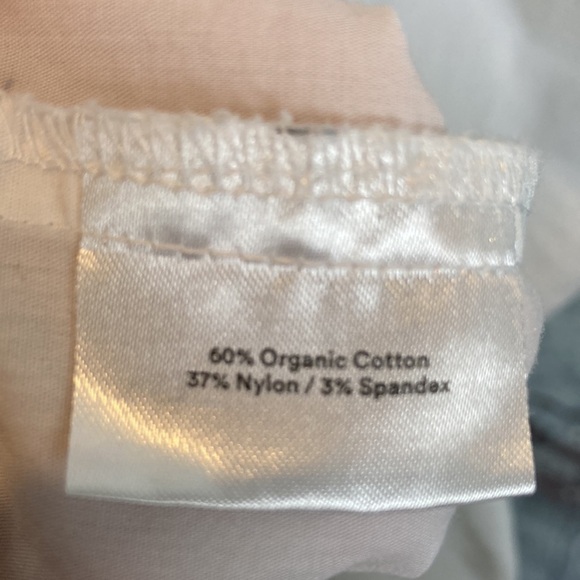 60% Organic Cotton
37% Nylon / 3% Spandex